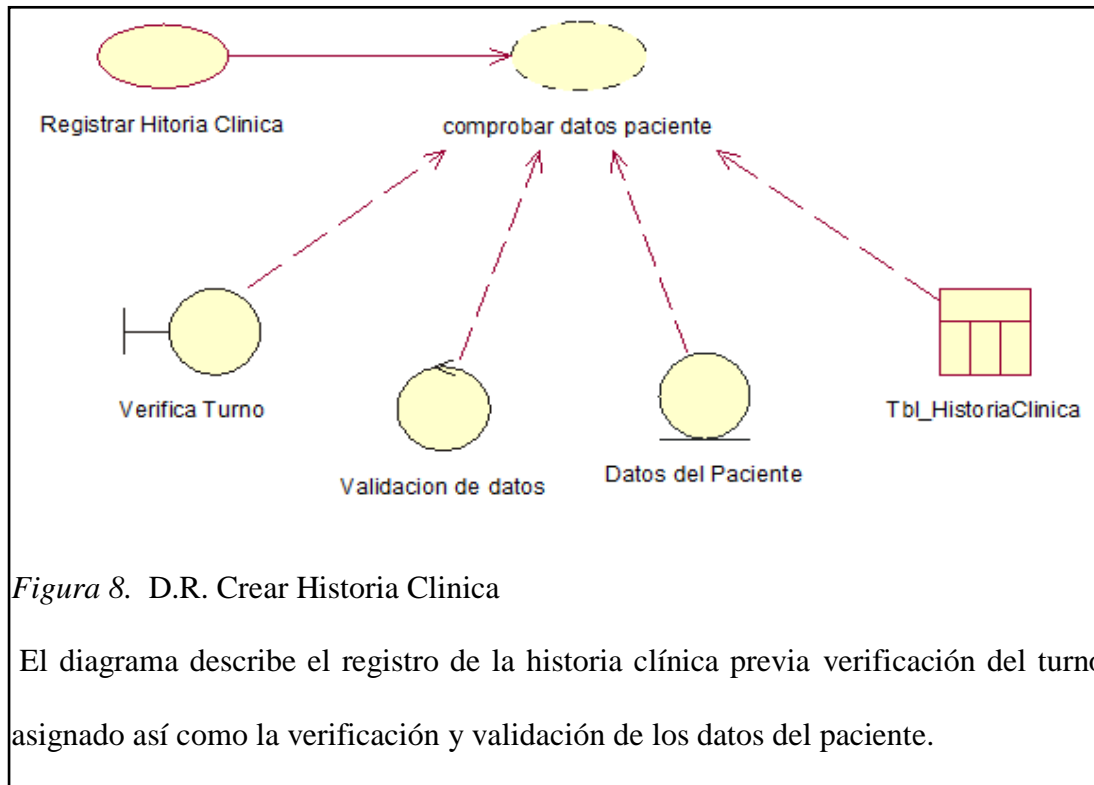 Registrar Hitoria Clinica
comprobar datos paciente
Verifica Turno
Validacion de datos
Datos del Paciente
Tbl_HistoriaClinica
Figura 8. D.R. Crear Historia Clinica
El diagrama describe el registro de la historia clínica previa verificación del turno
asignado así como la verificación y validación de los datos del paciente.